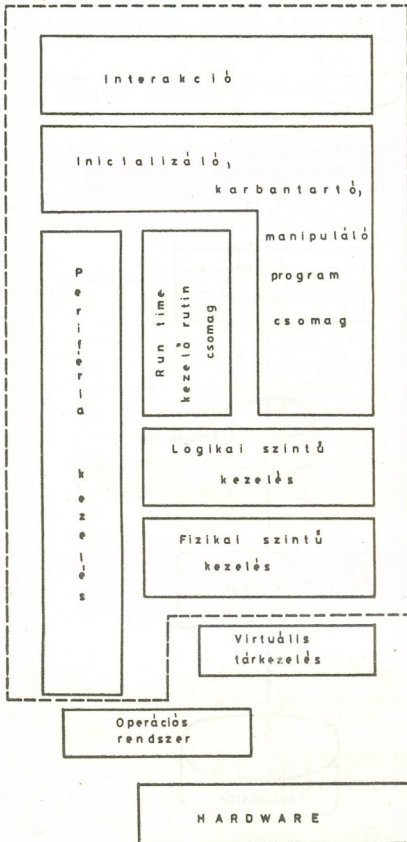 Interakció
Inicializáló,
karbantartó,
manipuláló
program
csomag
Periféria kezelés
Run time
kezelő rutin
csomag
Logikai szintű
kezelés
Fizikai szintű
kezelés
Virtuális
tárkezelés
Operációs
rendszer
HARDWARE